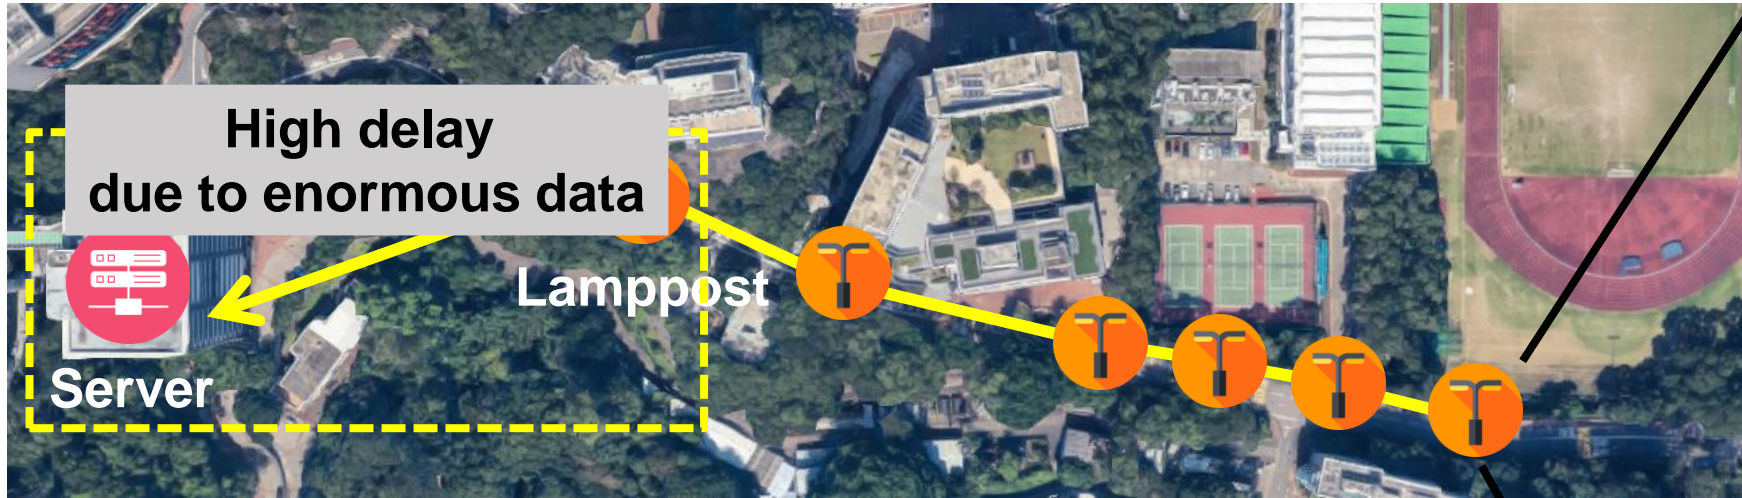 High delay
due to enormous data
Lamppost
Server